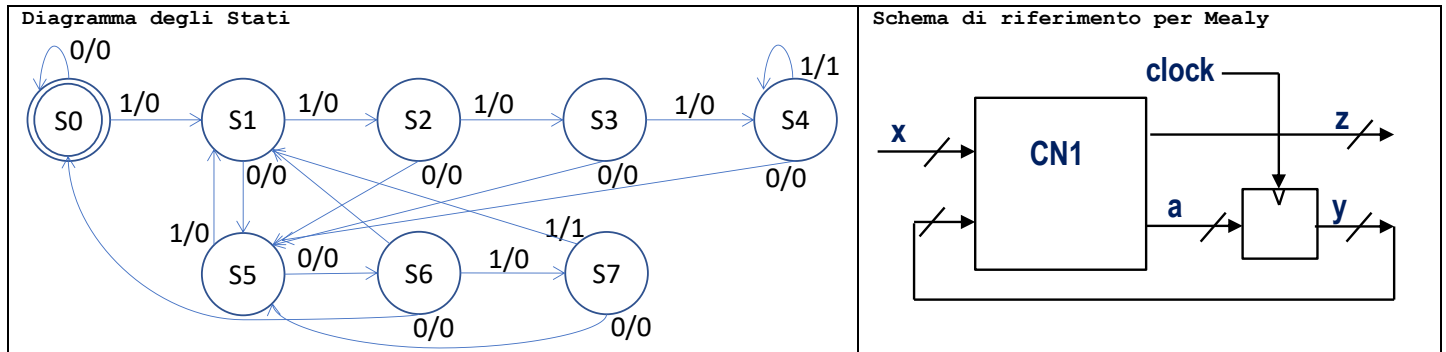 Diagramma degli Stati
0/0
1/0
1/0
1/0
1/0
1/1
S0
S1
S2
S3
S4
0/0
0/0
0/0
0/0
1/0
0/0
1/0
1/1
S5
S6
S7
0/0
0/0
Schema di riferimento per Mealy
clock
x
CN1
z
a
y